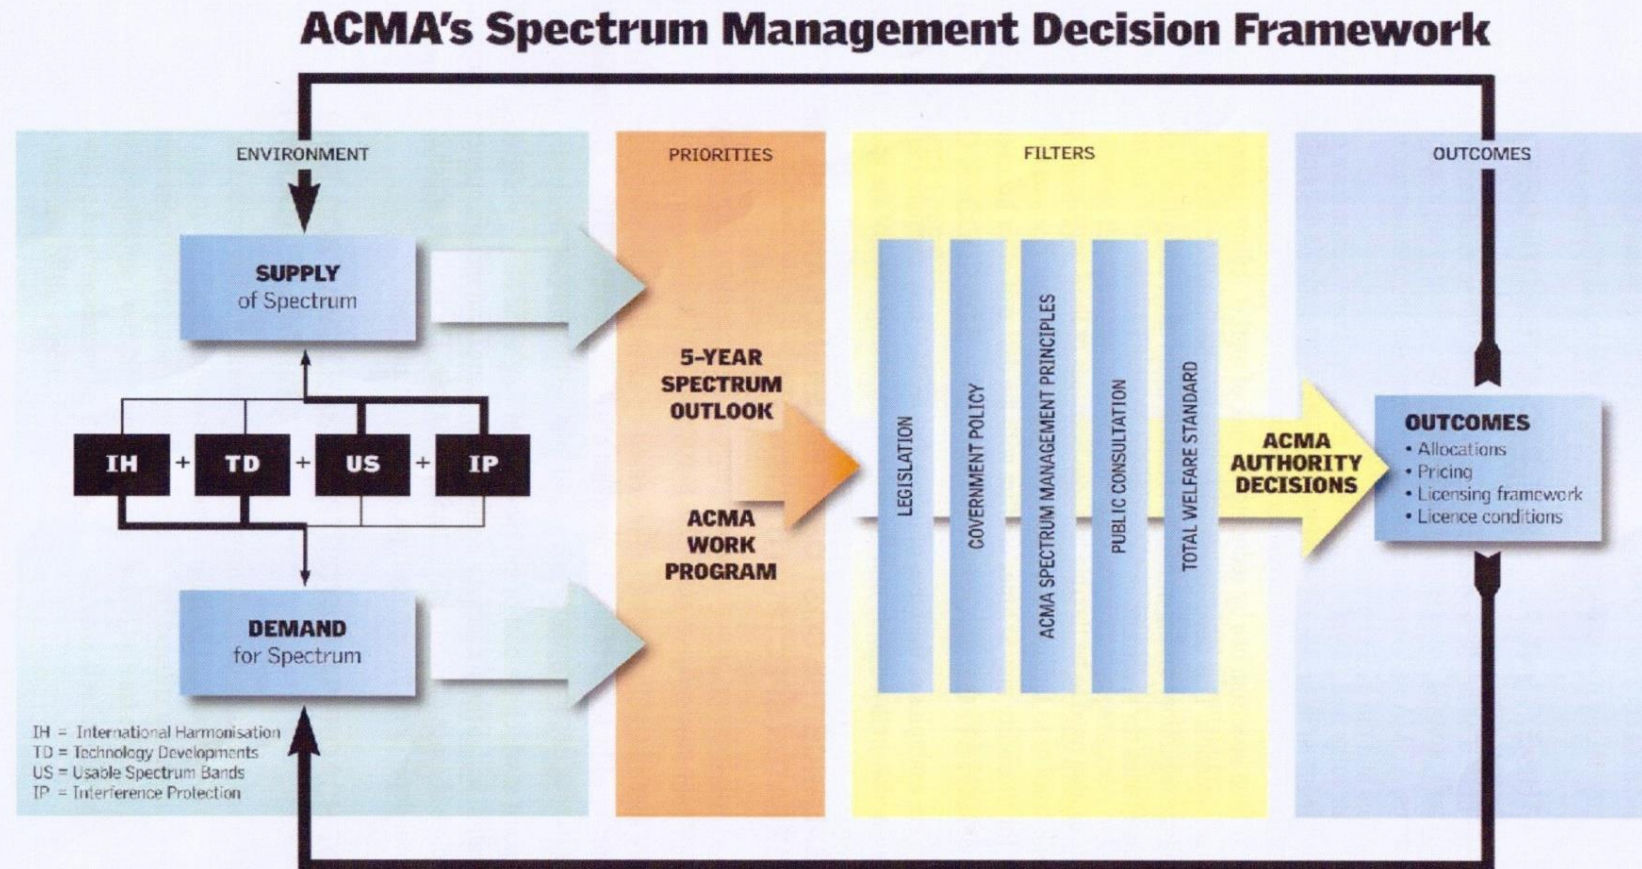 ACMA's Spectrum Management Decision Framework
ENVIRONMENT
SUPPLY
of Spectrum
IH + TD + US + IP
DEMAND
for Spectrum
IH = International Harmonisation
TD = Technology Developments
US = Usable Spectrum Bands
IP = Interference Protection
PRIORITIES
5-YEAR
SPECTRUM
OUTLOOK
ACMA
WORK
PROGRAM
FILTERS
LEGISLATION
GOVERNMENT POLICY
ACMA SPECTRUM MANAGEMENT PRINCIPLES
PUBLIC CONSULTATION
TOTAL WELFARE STANDARD
ACMA
AUTHORITY
DECISIONS
OUTCOMES
OUTCOMES
• Allocations
• Pricing
• Licensing framework
• Licence conditions